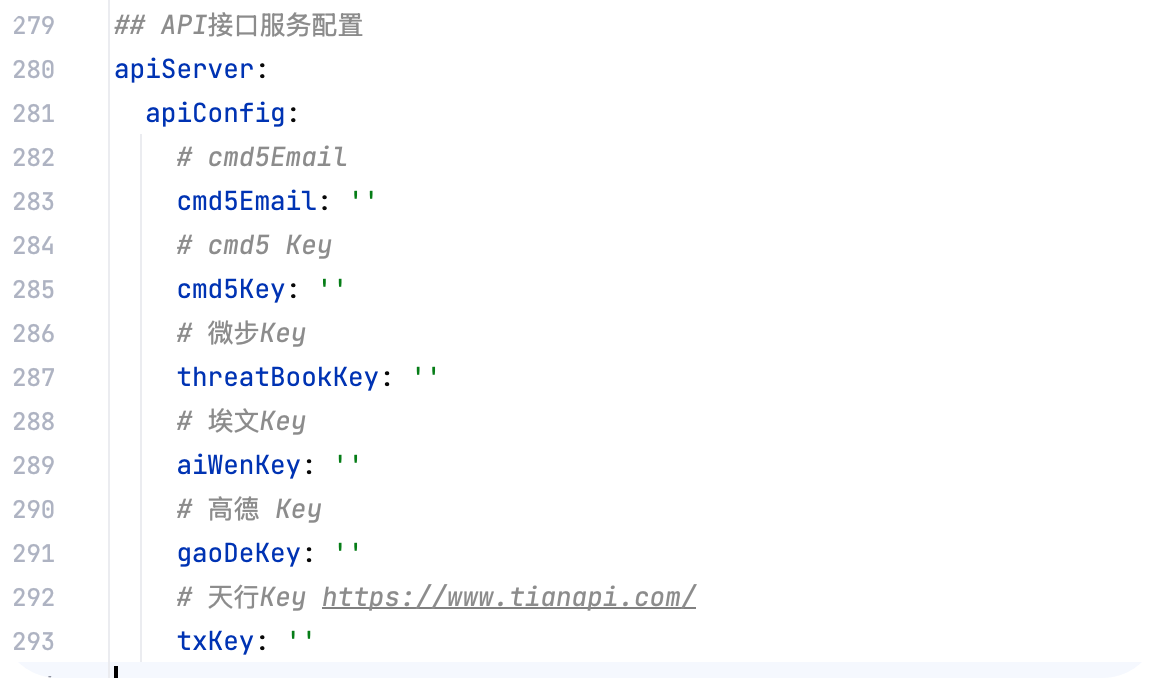 279 ## API接口服务配置
280 apiServer:
281 apiConfig:
282 # cmd5Email
283 cmd5Email: ''
284 # cmd5 Key
285 cmd5Key: ''
286 # 微步Key
287 threatBookKey: ''
288 # 埃文Key
289 aiWenKey: ''
290 # 高德 Key
291 gaoDeKey: ''
292 # 天行Key https://www.tianapi.com/
293 txKey: ''